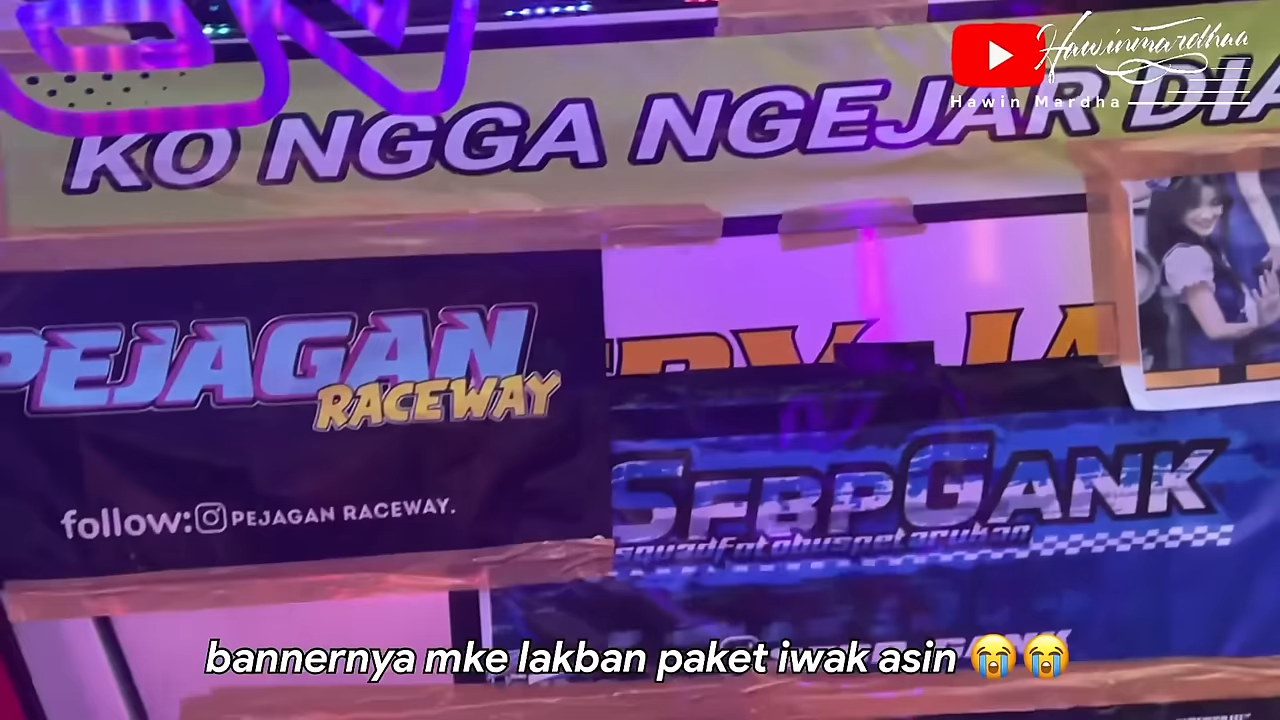 Hawinmardhaa
Hawin Mardha
KO NGGA NGEJAR DIA
PEJAGAN
RACEWAY
follow: PEJAGAN RACEWAY.
SFBPGANK
squadfotobuspetarukan
bannernya mke lakban paket iwak asin 😭😭